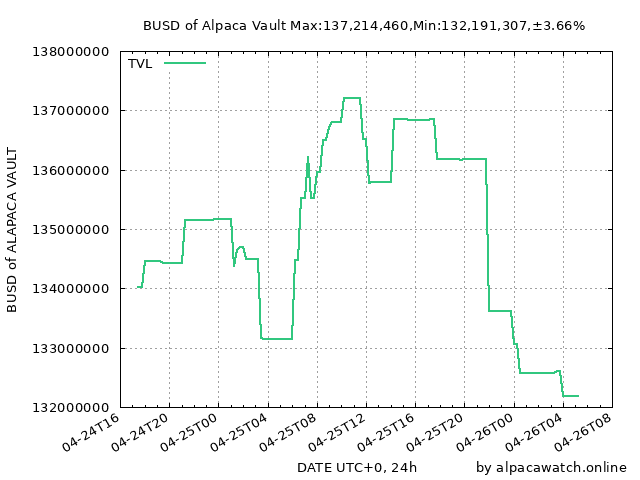 BUSD of Alpaca Vault Max:137,214,460,Min:132,191,307,±3.66%
TVL
138000000
137000000
136000000
135000000
134000000
133000000
132000000
BUSD of ALAPACA VAULT
04-24T16
04-24T20
04-25T00
04-25T04
04-25T08
04-25T12
04-25T16
04-25T20
04-26T00
04-26T04
04-26T08
DATE UTC+0, 24h
by alpacawatch.online